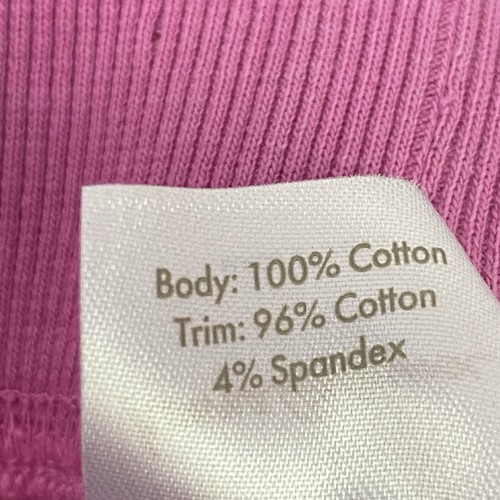 Body: 100% Cotton
Trim: 96% Cotton
4% Spandex